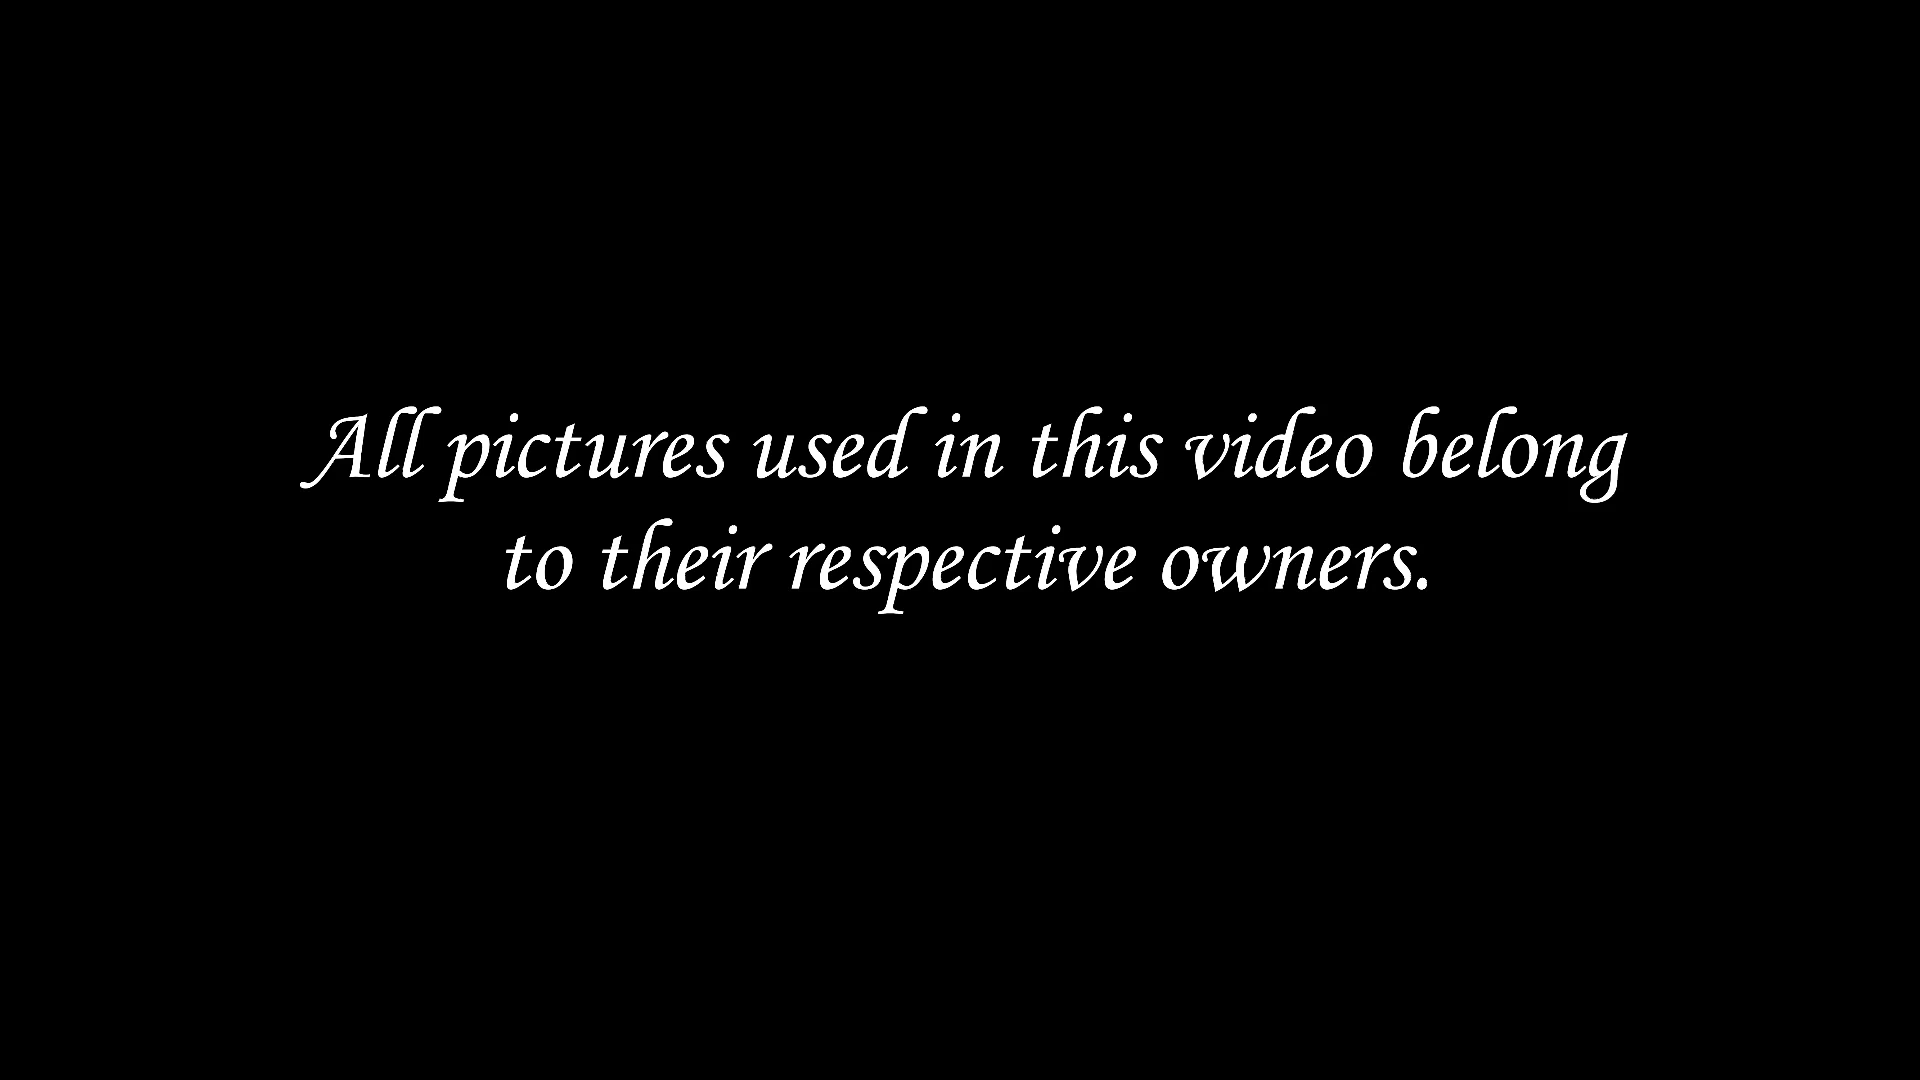 All pictures used in this video belong
to their respective owners.